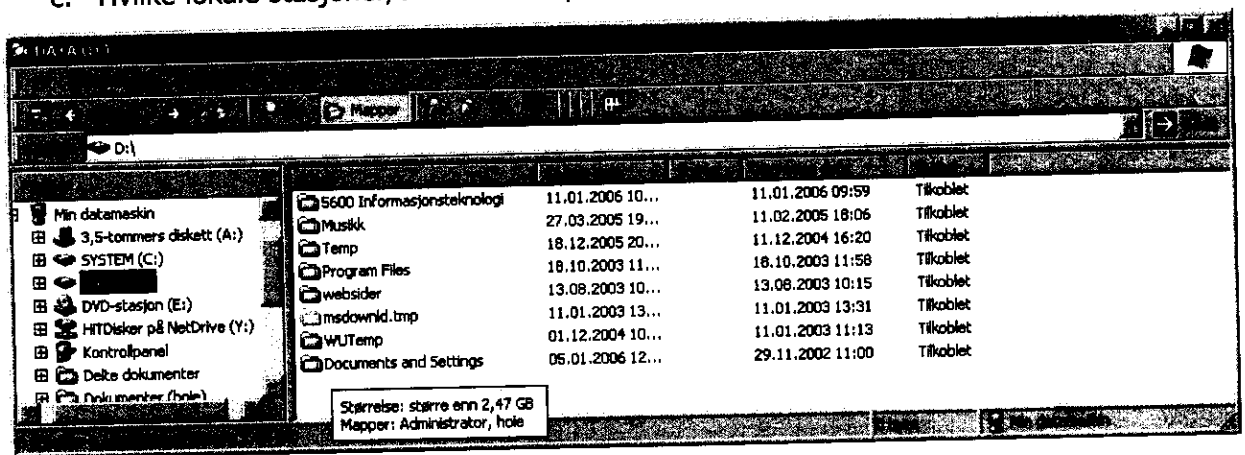 DATA (D:)
Mapper
D:\
Min datamaskin
3,5-tommers diskett (A:)
SYSTEM (C:)
DVD-stasjon (E:)
HiTDisker på NetDrive (Y:)
Kontrollpanel
Delte dokumenter
Dokumenter (hole)
5600 Informasjonsteknologi 11.01.2006 10... 11.01.2006 09:59 Tilkoblet
Musikk 27.03.2005 19... 11.02.2005 18:06 Tilkoblet
Temp 18.12.2005 20... 11.12.2004 16:20 Tilkoblet
Program Files 18.10.2003 11... 18.10.2003 11:58 Tilkoblet
websider 13.08.2003 10... 13.08.2003 10:15 Tilkoblet
msdownld.tmp 11.01.2003 13... 11.01.2003 13:31 Tilkoblet
WUTemp 01.12.2004 10... 11.01.2003 11:13 Tilkoblet
Documents and Settings 05.01.2006 12... 29.11.2002 11:00 Tilkoblet
Størrelse: større enn 2,47 GB
Mapper: Administrator, hole
Min datamaskin